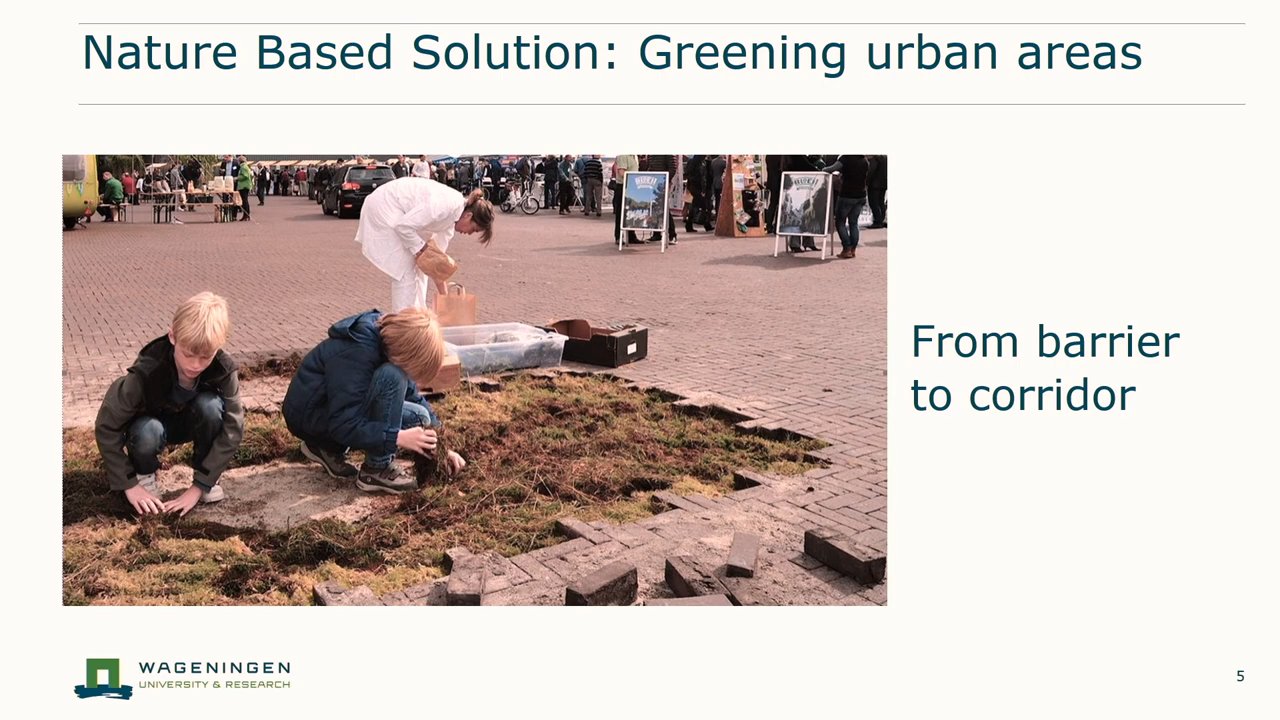 Nature Based Solution: Greening urban areas
From barrier
to corridor
WAGENINGEN
UNIVERSITY & RESEARCH
5